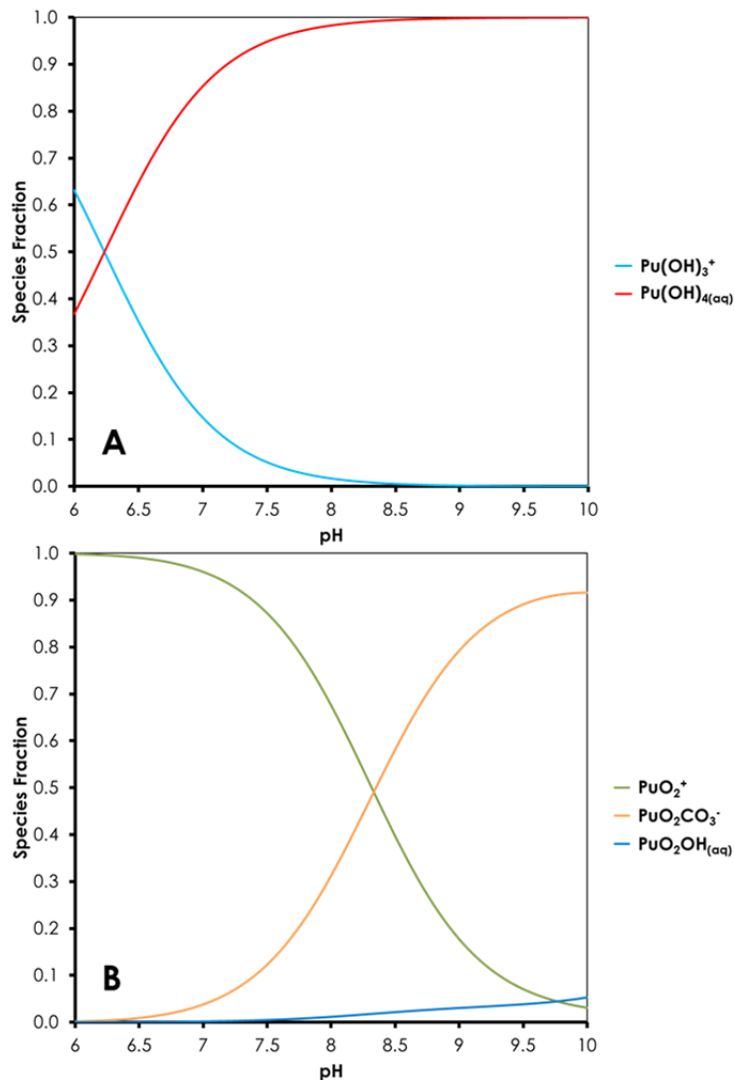 1.0
0.9
0.8
0.7
0.6
0.5
0.4
0.3
0.2
0.1
0.0
Species Fraction
A
6 6.5 7 7.5 8 8.5 9 9.5 10
pH
Pu(OH)₃⁺
Pu(OH)₄₍ₐq₎
1.0
0.9
0.8
0.7
0.6
0.5
0.4
0.3
0.2
0.1
0.0
Species Fraction
B
6 6.5 7 7.5 8 8.5 9 9.5 10
pH
PuO₂⁺
PuO₂CO₃⁻
PuO₂OH₍ₐq₎